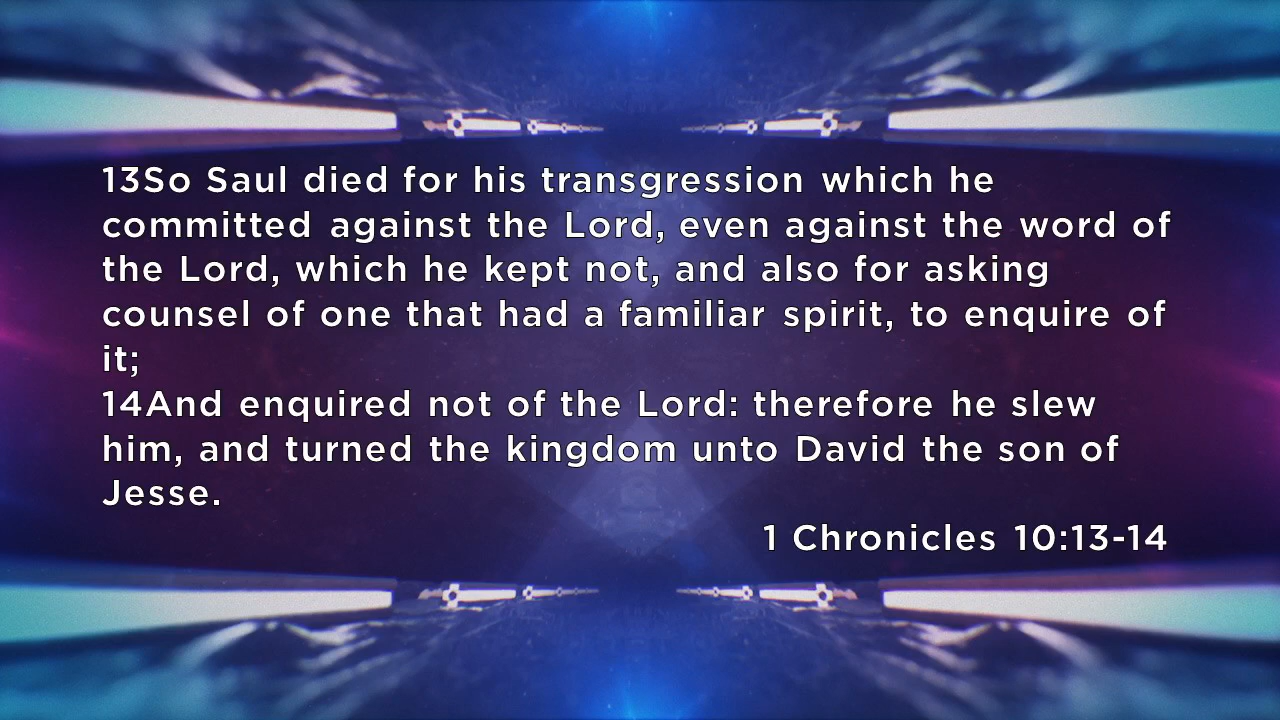 13So Saul died for his transgression which he
committed against the Lord, even against the word of
the Lord, which he kept not, and also for asking
counsel of one that had a familiar spirit, to enquire of
it;
14And enquired not of the Lord: therefore he slew
him, and turned the kingdom unto David the son of
Jesse.
1 Chronicles 10:13-14